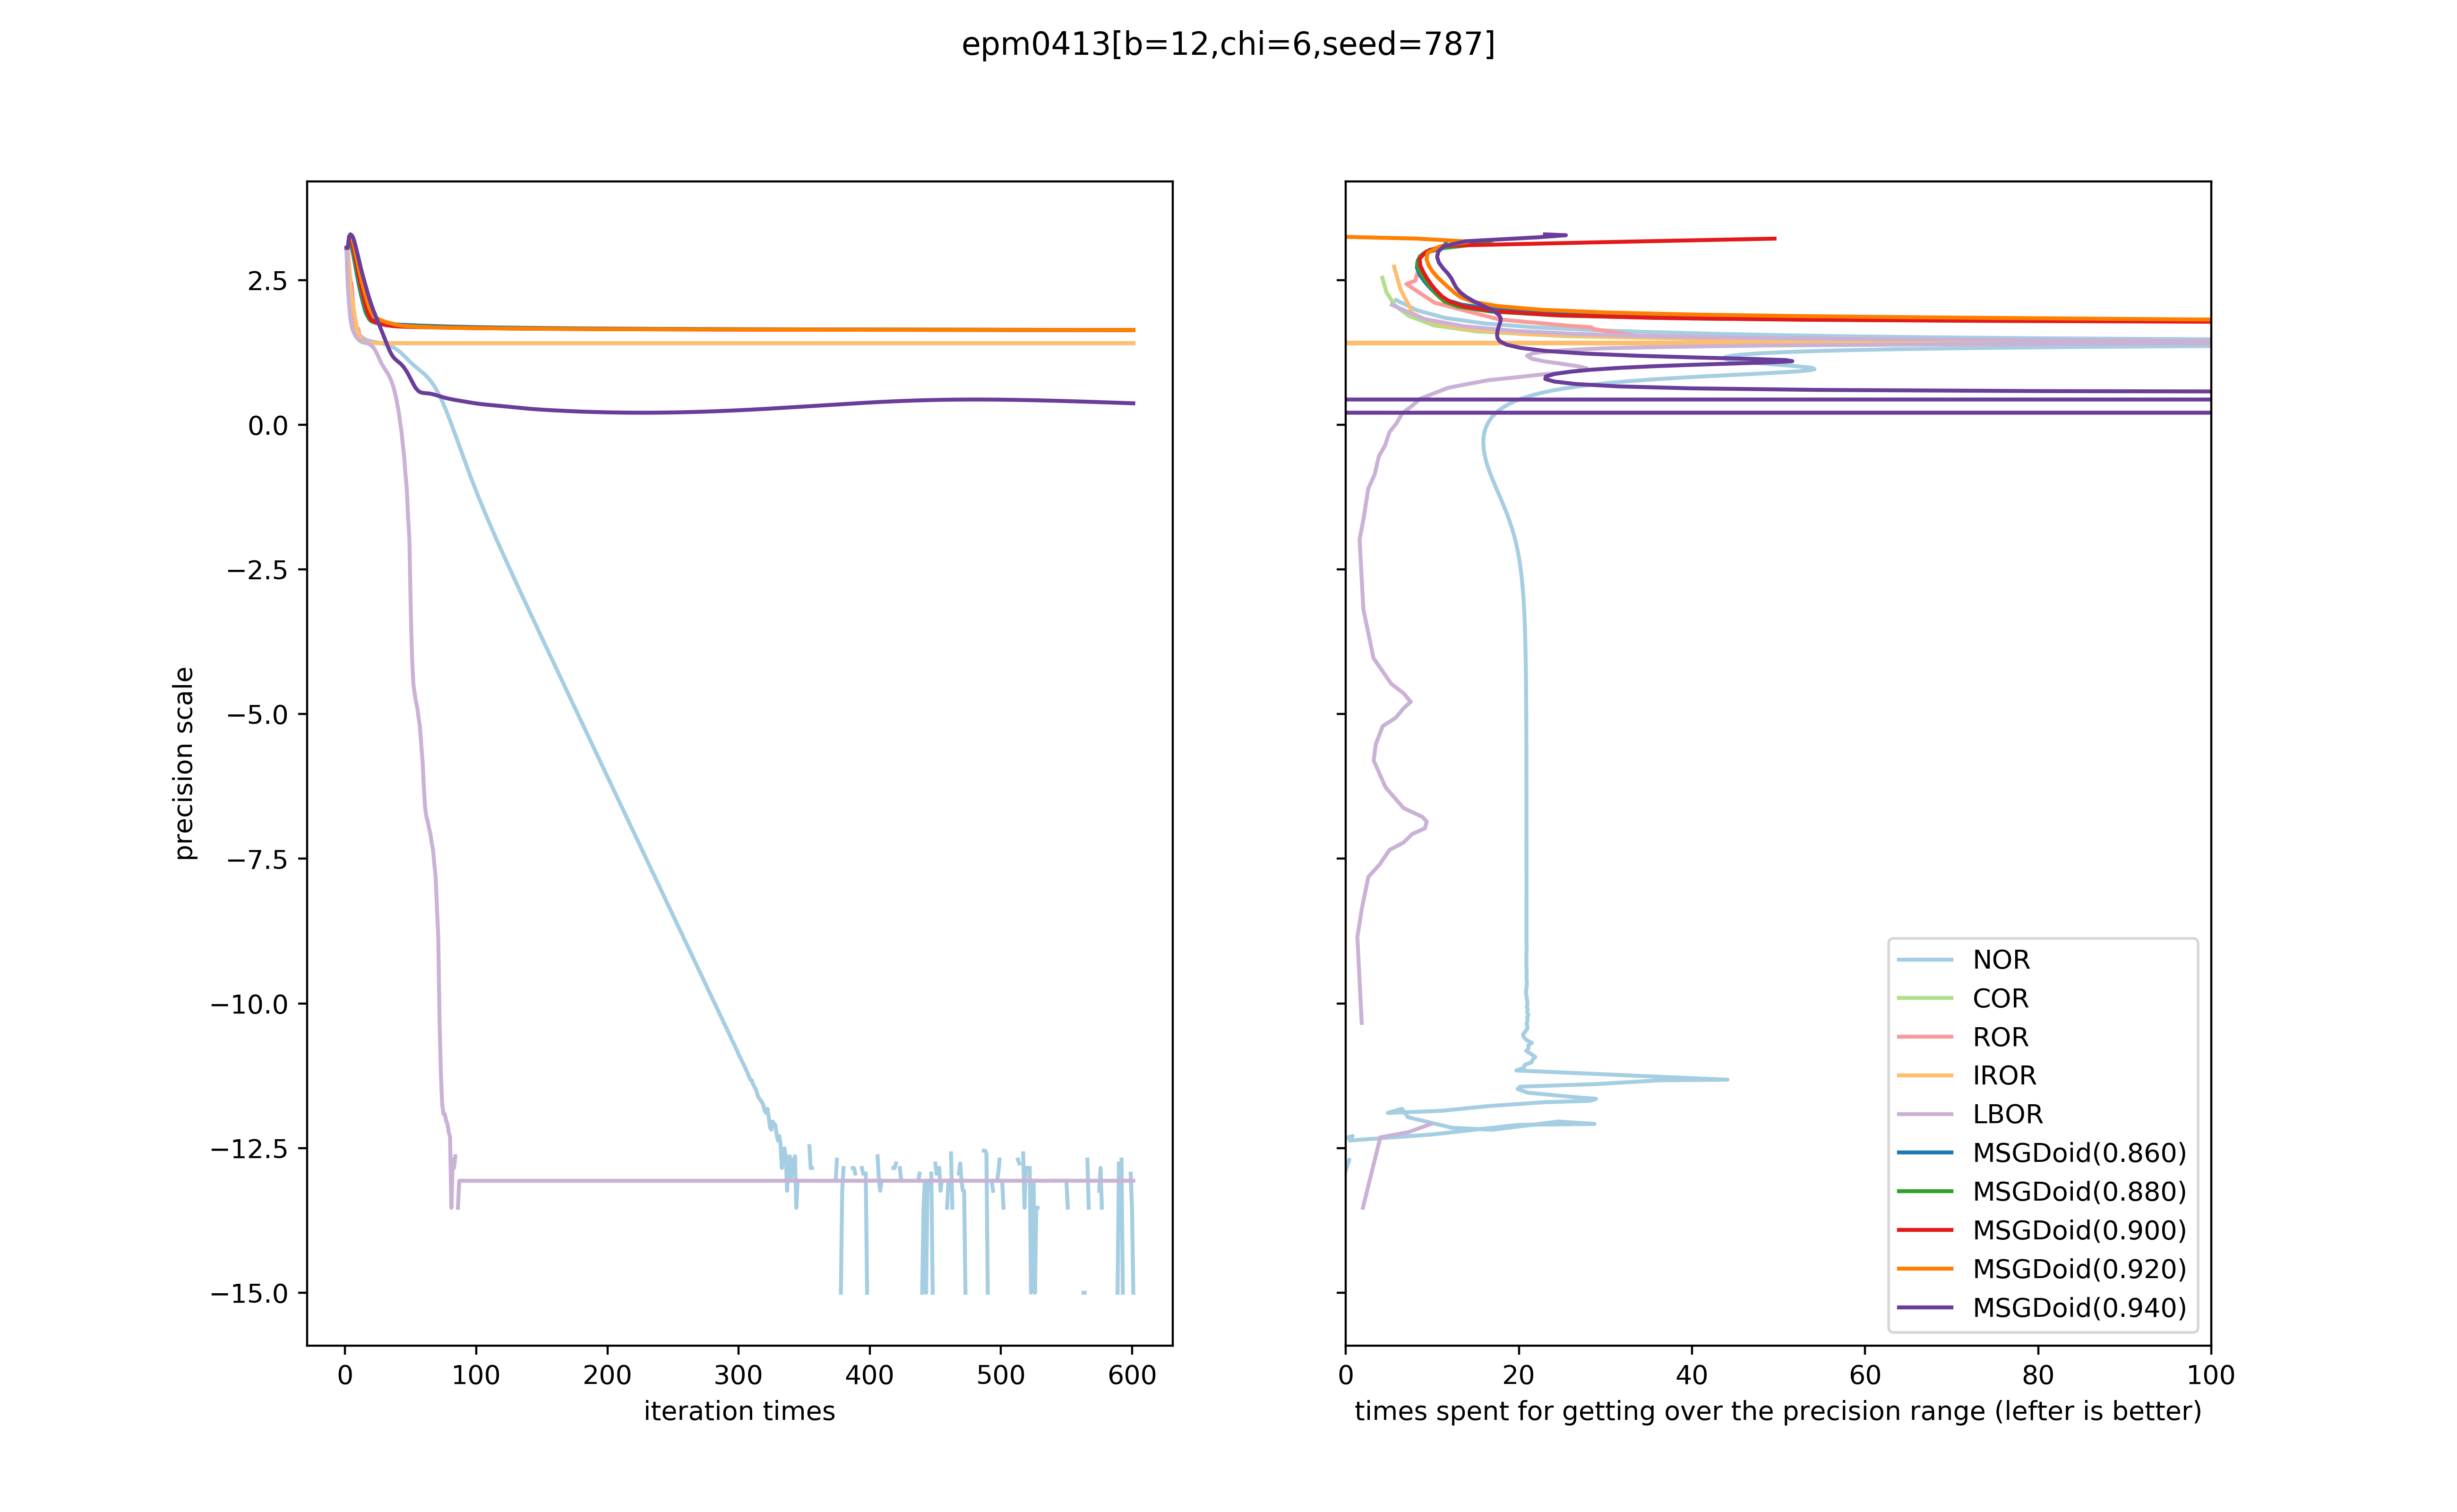 epm0413[b=12,chi=6,seed=787]
precision scale
2.5
0.0
−2.5
−5.0
−7.5
−10.0
−12.5
−15.0
0 100 200 300 400 500 600
iteration times
0 20 40 60 80 100
times spent for getting over the precision range (lefter is better)
NOR
COR
ROR
IROR
LBOR
MSGDoid(0.860)
MSGDoid(0.880)
MSGDoid(0.900)
MSGDoid(0.920)
MSGDoid(0.940)